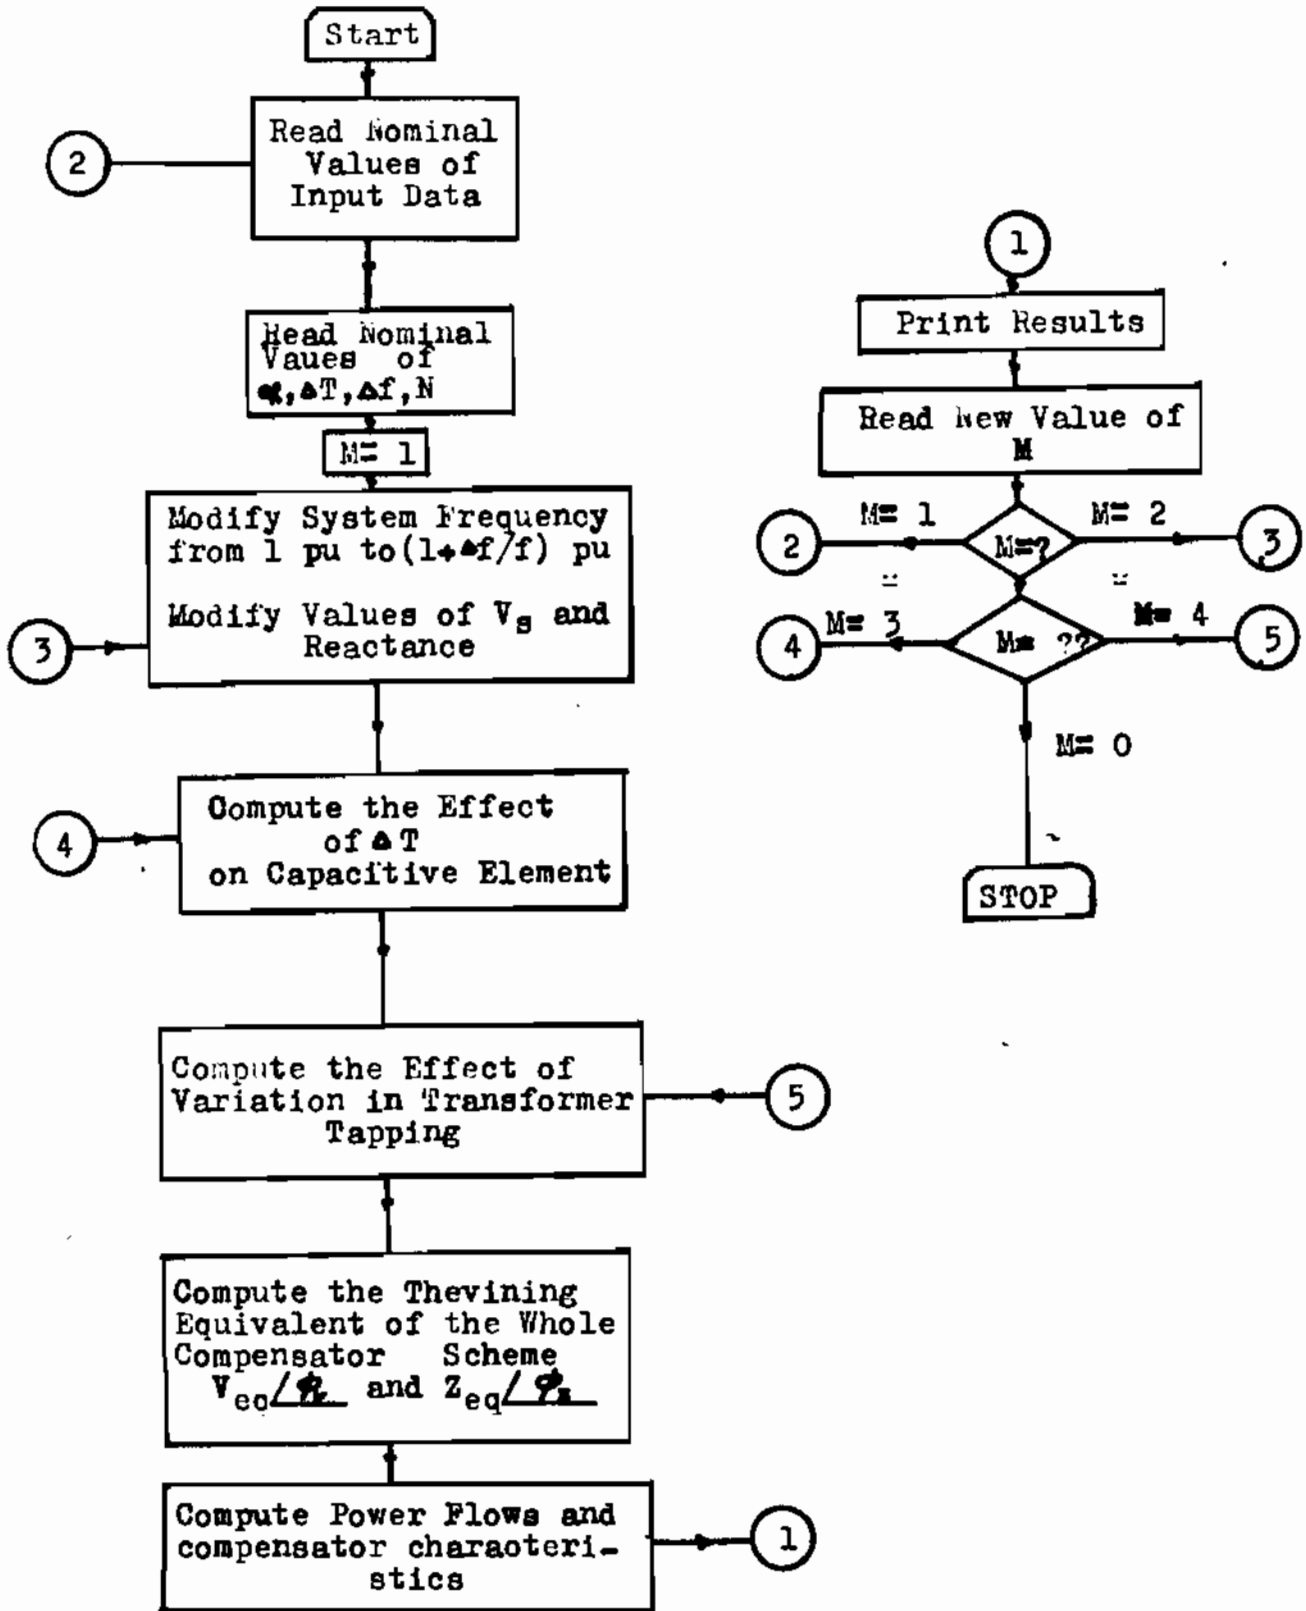 Start
2
Read Nominal
Values of
Input Data
Read Nominal
Vaues of
α, ΔT, Δf, N
M= 1
Modify System Frequency
from 1 pu to (1+Δf/f) pu
Modify Values of Vs and
Reactance
3
4
Compute the Effect
of ΔT
on Capacitive Element
Compute the Effect of
Variation in Transformer
Tapping
5
Compute the Thevining
Equivalent of the Whole
Compensator Scheme
Veq/φv and Zeq/φz
Compute Power Flows and
compensator characteri-
stics
1
1
Print Results
Read New Value of
M
M= 1
M= 2
2
M=?
3
M= 3
M= 4
4
M= ??
5
M= 0
STOP